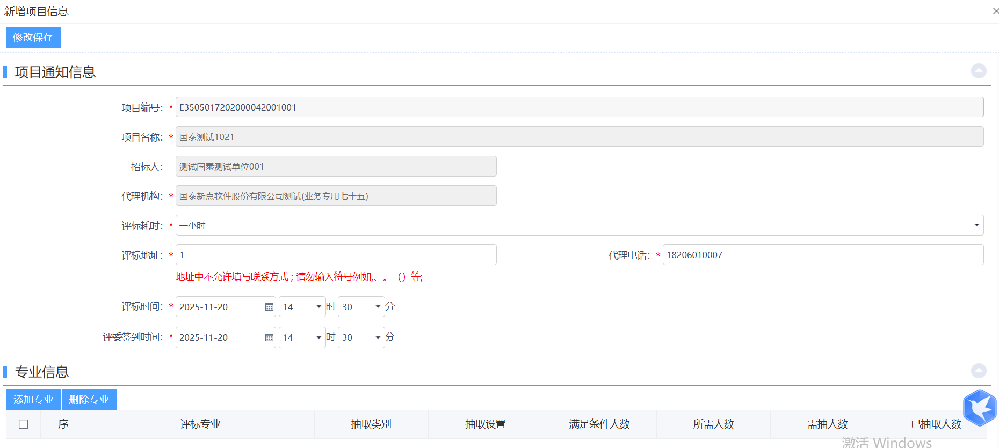 新增项目信息
修改保存
项目通知信息
项目编号：* E3505017202000042001001
项目名称：* 国泰测试1021
招标人： 测试国泰测试单位001
代理机构：* 国泰新点软件股份有限公司测试(业务专用七十五)
评标耗时：* 一小时
评标地址：* 1 代理电话：* 18206010007
地址中不允许填写联系方式；请勿输入符号例如,、。（）等;
评标时间：* 2025-11-20 14 时 30 分
评委签到时间：* 2025-11-20 14 时 30 分
专业信息
添加专业 删除专业
序 评标专业 抽取类别 抽取设置 满足条件人数 所需人数 需抽人数 已抽取人数
激活 Windows